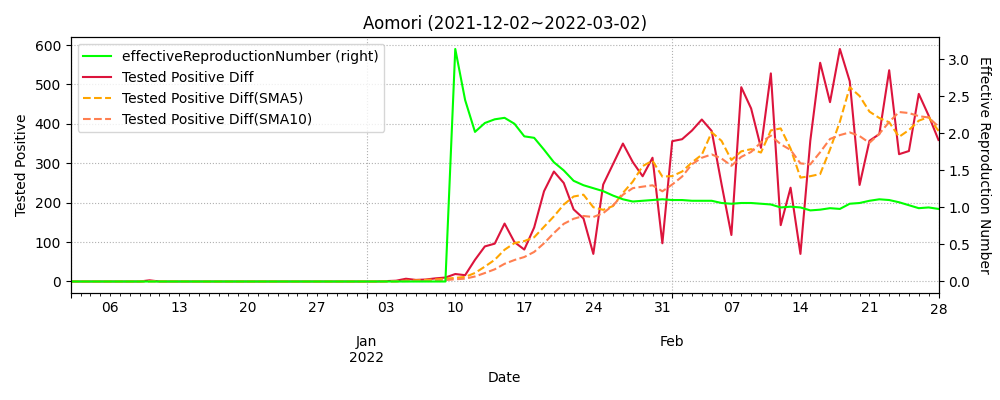 Aomori (2021-12-02~2022-03-02)
effectiveReproductionNumber (right)
Tested Positive Diff
Tested Positive Diff(SMA5)
Tested Positive Diff(SMA10)
Tested Positive
600
500
400
300
200
100
0
3.0
2.5
2.0
1.5
1.0
0.5
0.0
Effective Reproduction Number
06 13 20 27 03 10 17 24 31 07 14 21 28
Jan Feb
2022
Date